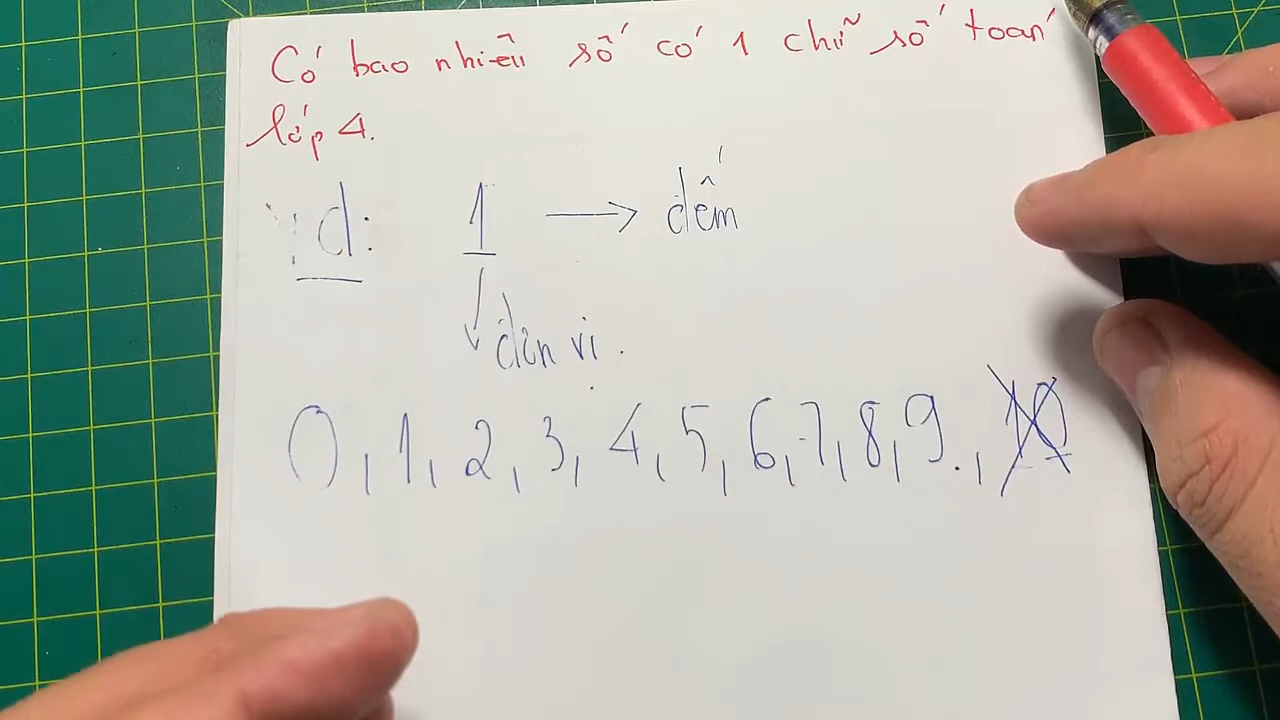 Có bao nhiêu số có 1 chữ số toán
lớp 4.
vd: 1 → đếm
đơn vị.
0, 1, 2, 3, 4, 5, 6, 7, 8, 9., 10